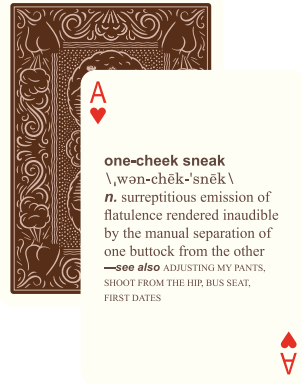 A
one-cheek sneak
\ˌwən-chēk-ˈsnēk\
n. surreptitious emission of
flatulence rendered inaudible
by the manual separation of
one buttock from the other
—see also ADJUSTING MY PANTS,
SHOOT FROM THE HIP, BUS SEAT,
FIRST DATES
A